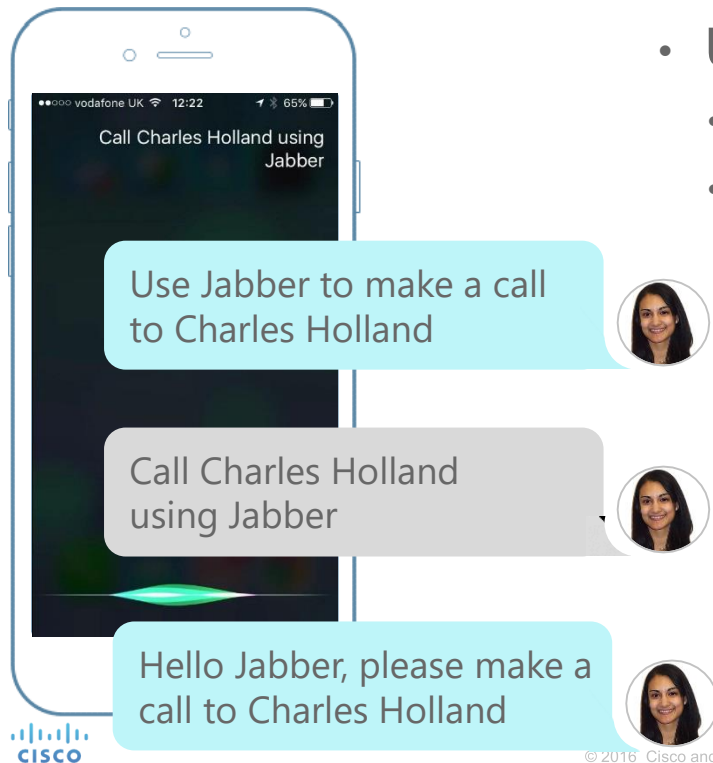 vodafone UK 12:22 65%
Call Charles Holland using
Jabber
Use Jabber to make a call
to Charles Holland
Call Charles Holland
using Jabber
Hello Jabber, please make a
call to Charles Holland
CISCO
© 2016 Cisco and